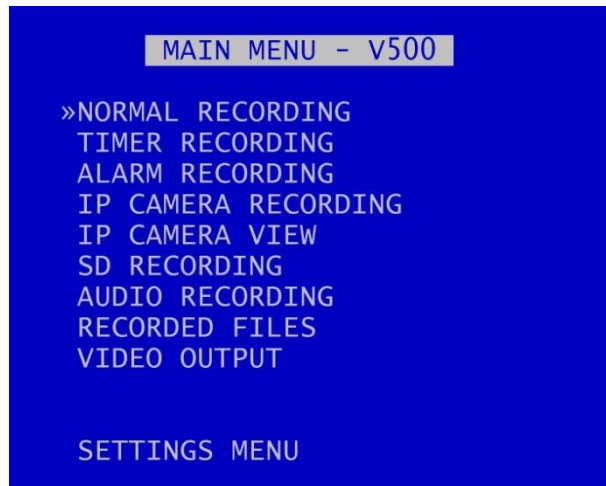 MAIN MENU - V500
»NORMAL RECORDING
TIMER RECORDING
ALARM RECORDING
IP CAMERA RECORDING
IP CAMERA VIEW
SD RECORDING
AUDIO RECORDING
RECORDED FILES
VIDEO OUTPUT
SETTINGS MENU